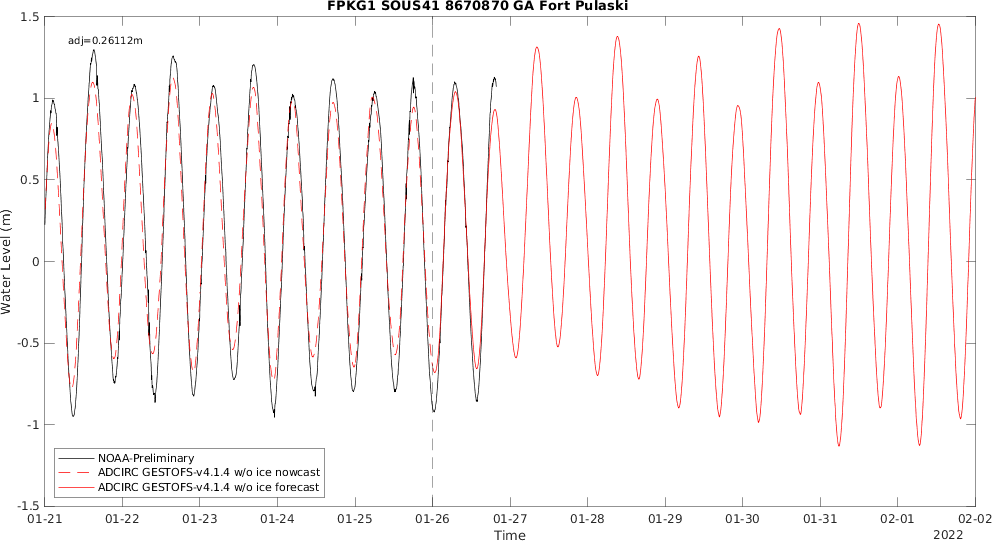 FPKG1 SOUS41 8670870 GA Fort Pulaski
adj=0.26112m
1.5
1
0.5
0
-0.5
-1
-1.5
Water Level (m)
NOAA-Preliminary
ADCIRC GESTOFS-v4.1.4 w/o ice nowcast
ADCIRC GESTOFS-v4.1.4 w/o ice forecast
01-21 01-22 01-23 01-24 01-25 01-26 01-27 01-28 01-29 01-30 01-31 02-01 02-02
Time
2022